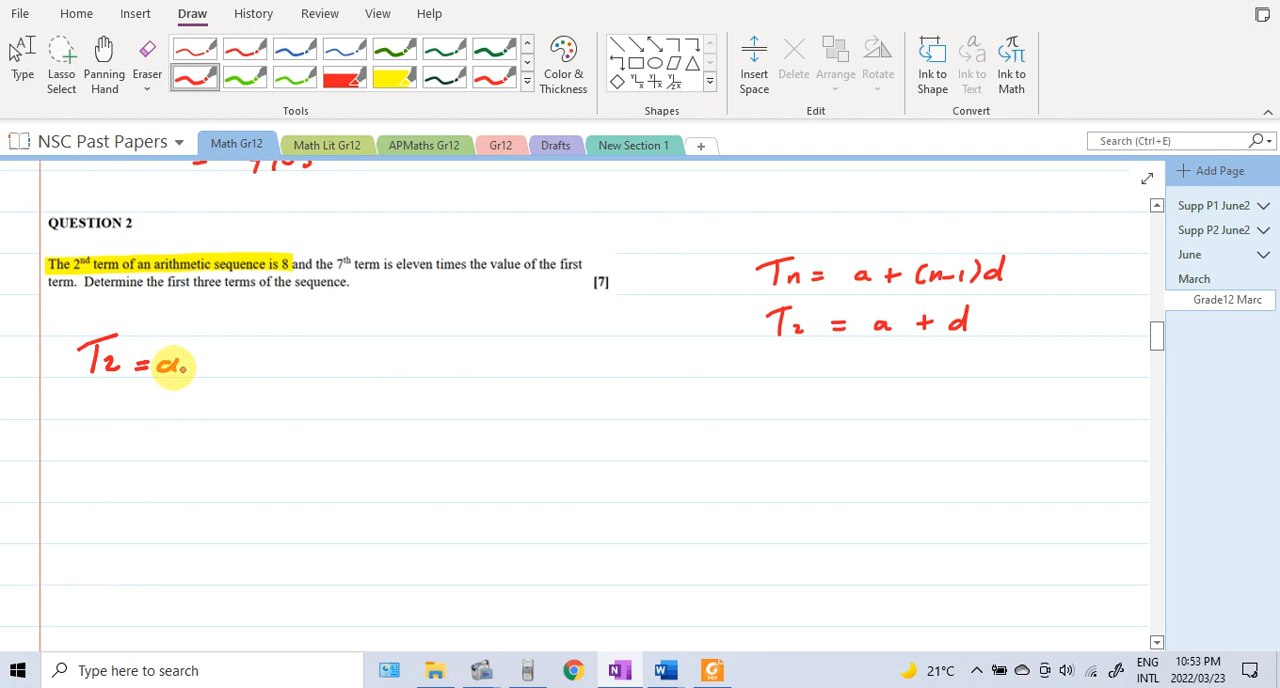 File Home Insert Draw History Review View Help
Type Lasso Select Panning Hand Eraser Color & Thickness Insert Space Delete Arrange Rotate Ink to Shape Ink to Text Ink to Math
Tools Shapes Edit Convert
NSC Past Papers Math Gr12 Math Lit Gr12 APMaths Gr12 Gr12 Drafts New Section 1 + Search (Ctrl+E)
Add Page
Supp P1 June2
Supp P2 June2
June
March
Grade12 Marc
QUESTION 2
The 2nd term of an arithmetic sequence is 8 and the 7th term is eleven times the value of the first
term. Determine the first three terms of the sequence. [7]
Tn = a + (n-1)d
T2 = a + d
T2 = a
Type here to search
21°C ENG INTL 10:53 PM 2022/03/23